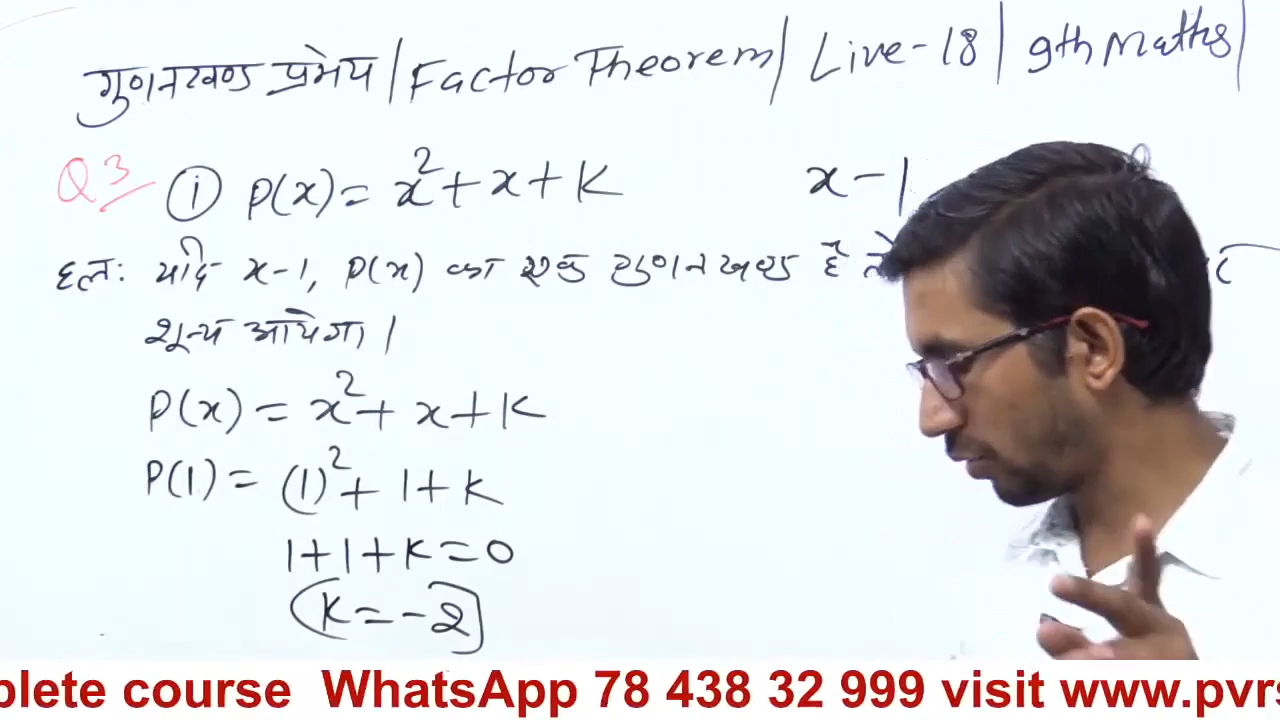 गुणनखण्ड प्रमेय | Factor Theorem | Live-18 | 9th Maths |
Q3 (i) P(x) = x² + x + K x-1
हलः यदि x-1, P(x) का एक गुणनखण्ड है
शून्य आयेगा।
P(x) = x² + x + K
P(1) = (1)² + 1 + K
1+1+K=0
K=-2
plete course WhatsApp 78 438 32 999 visit www.pvrs